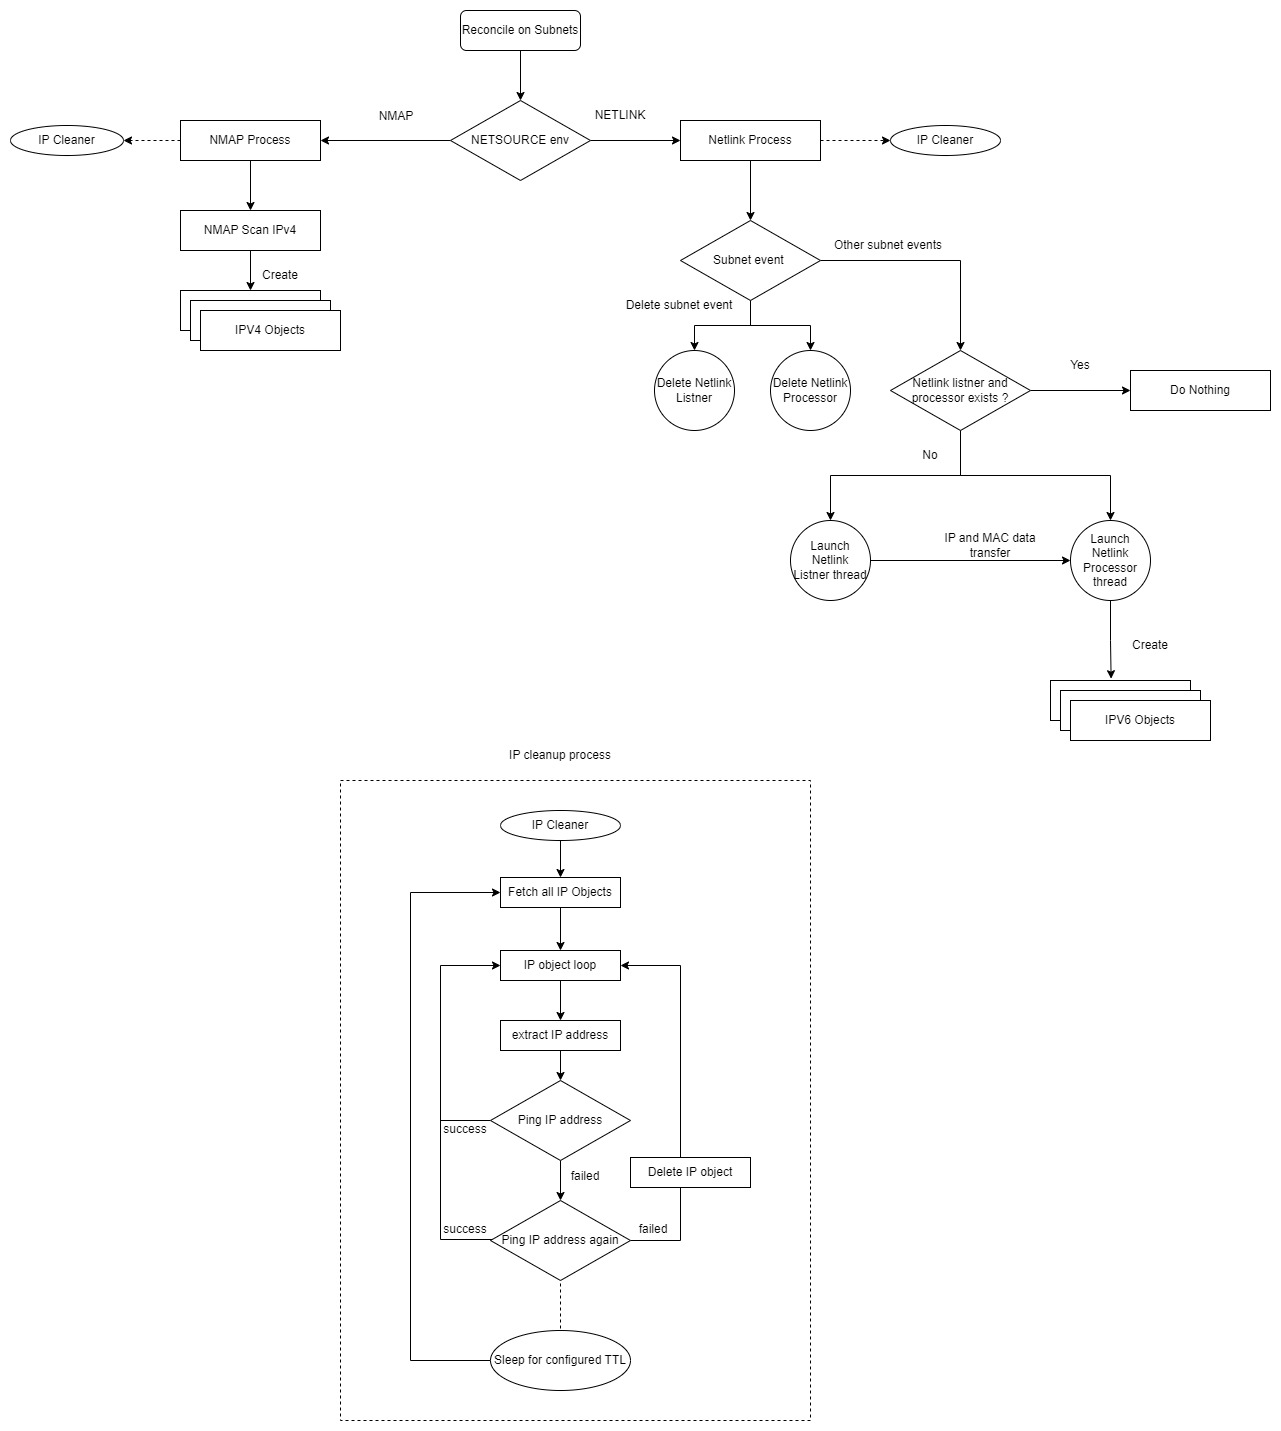 Reconcile on Subnets
NMAP
NETLINK
IP Cleaner
NMAP Process
NETSOURCE env
Netlink Process
IP Cleaner
NMAP Scan IPv4
Create
IPV4 Objects
Subnet event
Other subnet events
Delete subnet event
Delete Netlink
Listner
Delete Netlink
Processor
Netlink listner and
processor exists ?
Yes
Do Nothing
No
Launch
Netlink
Listner thread
IP and MAC data
transfer
Launch
Netlink
Processor
thread
Create
IPV6 Objects
IP cleanup process
IP Cleaner
Fetch all IP Objects
IP object loop
extract IP address
Ping IP address
success
failed
Delete IP object
success
Ping IP address again
failed
Sleep for configured TTL